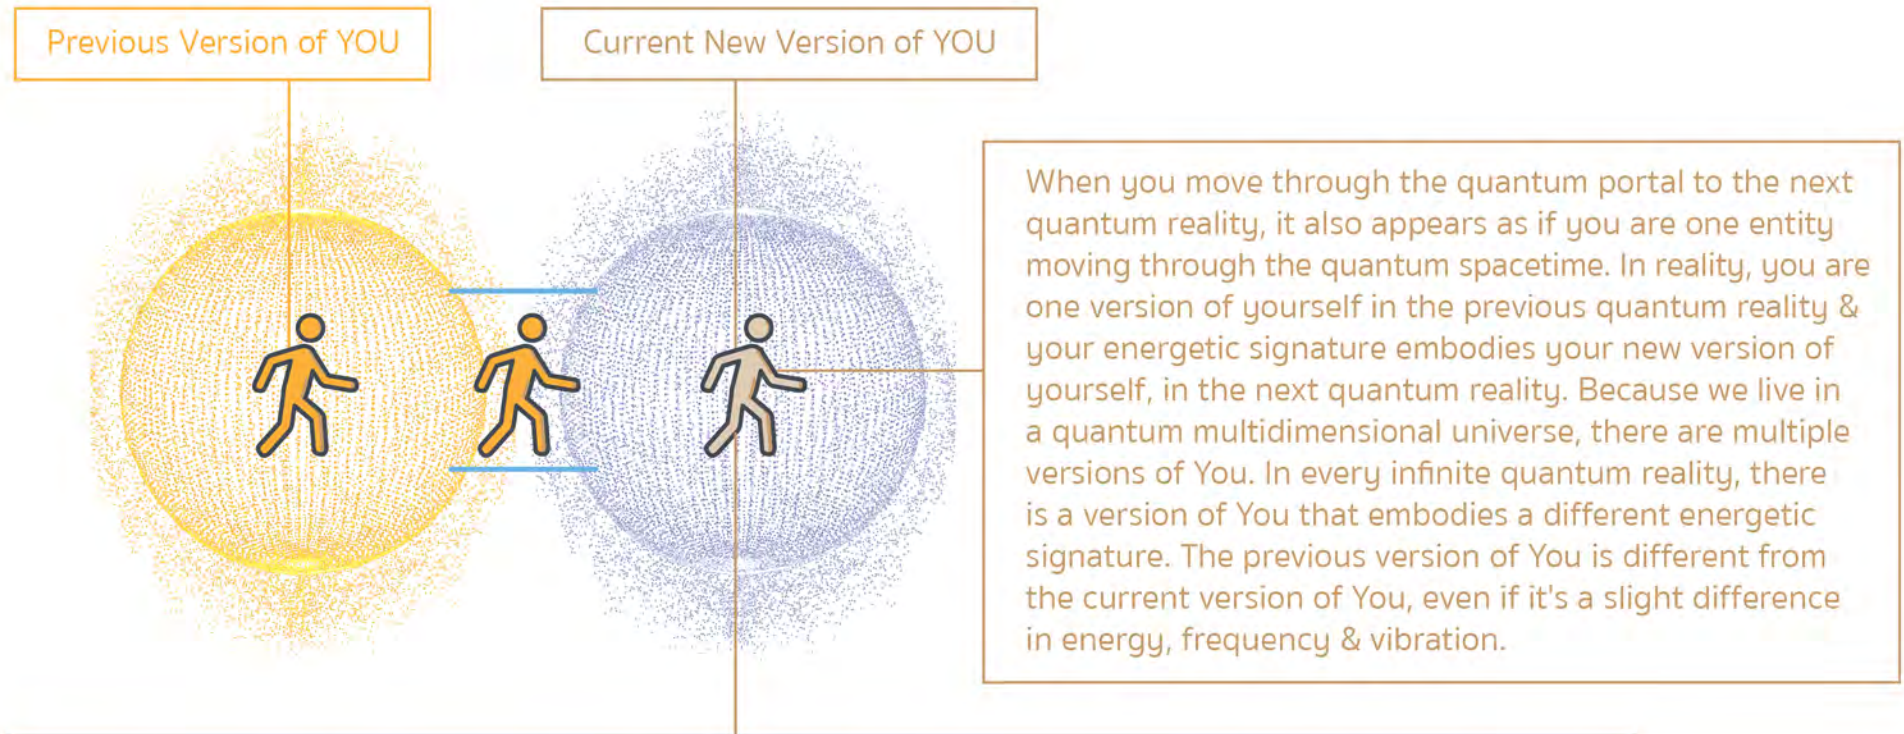 Previous Version of YOU
Current New Version of YOU
When you move through the quantum portal to the next
quantum reality, it also appears as if you are one entity
moving through the quantum spacetime. In reality, you are
one version of yourself in the previous quantum reality &
your energetic signature embodies your new version of
yourself, in the next quantum reality. Because we live in
a quantum multidimensional universe, there are multiple
versions of You. In every infinite quantum reality, there
is a version of You that embodies a different energetic
signature. The previous version of You is different from
the current version of You, even if it's a slight difference
in energy, frequency & vibration.